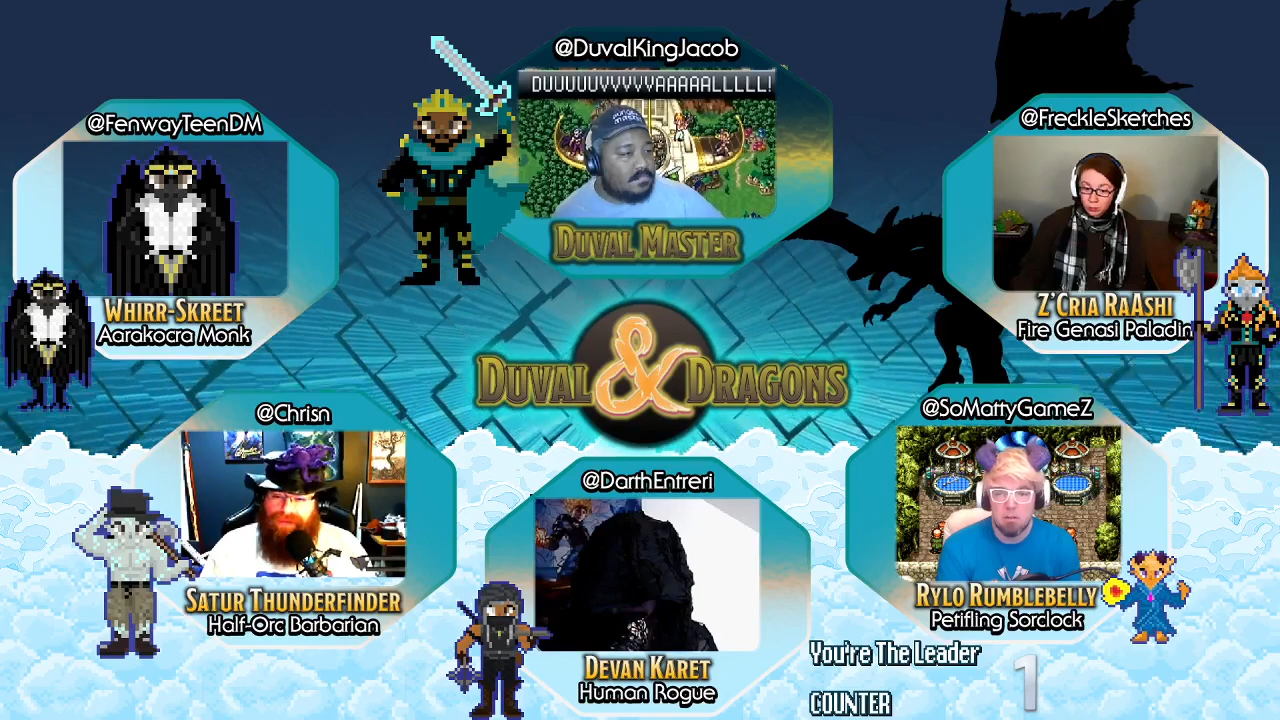 @DuvalKingJacob
DUUUUUVVVVVAAAAALLLLL!
DUVAL MASTER
@FenwayTeenDM
WHIRR-SKREET
Aarakocra Monk
@FreckleSketches
Z'CRIA RAASHI
Fire Genasi Paladin
DUVAL & DRAGONS
@Chrisn
SATUR THUNDERFINDER
Half-Orc Barbarian
@DarthEntreri
DEVAN KARET
Human Rogue
@SoMattyGameZ
RYLO RUMBLEBELLY
Petifling Sorclock
You're The Leader
COUNTER
1